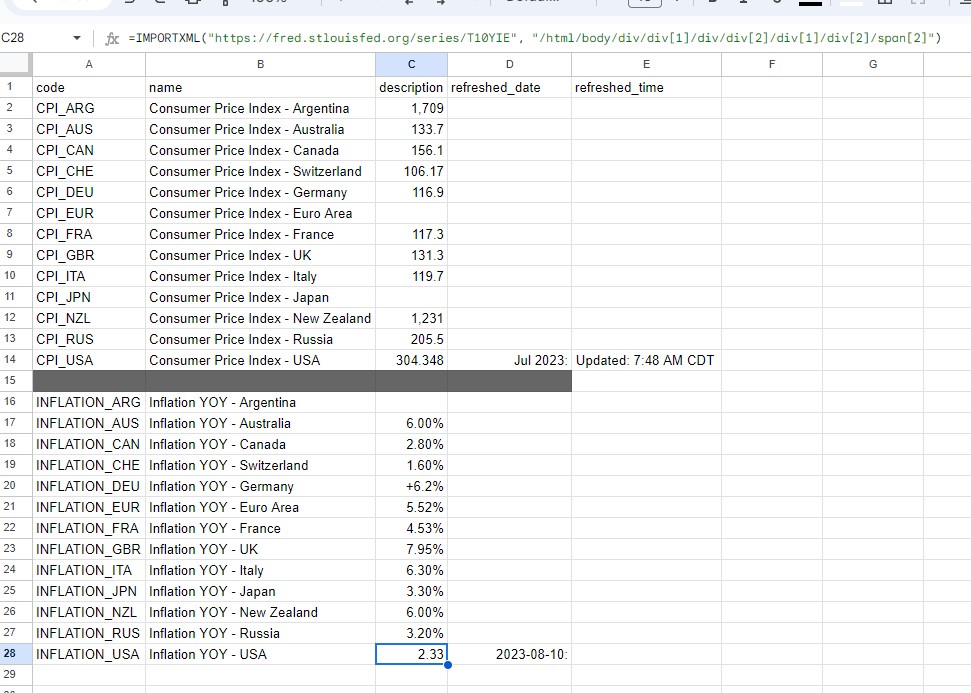 C28 fx =IMPORTXML("https://fred.stlouisfed.org/series/T10YIE", "/html/body/div/div[1]/div/div[2]/div[1]/div[2]/span[2]")
A B C D E F G
1 code name description refreshed_date refreshed_time
2 CPI_ARG Consumer Price Index - Argentina 1,709
3 CPI_AUS Consumer Price Index - Australia 133.7
4 CPI_CAN Consumer Price Index - Canada 156.1
5 CPI_CHE Consumer Price Index - Switzerland 106.17
6 CPI_DEU Consumer Price Index - Germany 116.9
7 CPI_EUR Consumer Price Index - Euro Area
8 CPI_FRA Consumer Price Index - France 117.3
9 CPI_GBR Consumer Price Index - UK 131.3
10 CPI_ITA Consumer Price Index - Italy 119.7
11 CPI_JPN Consumer Price Index - Japan
12 CPI_NZL Consumer Price Index - New Zealand 1,231
13 CPI_RUS Consumer Price Index - Russia 205.5
14 CPI_USA Consumer Price Index - USA 304.348 Jul 2023: Updated: 7:48 AM CDT
15
16 INFLATION_ARG Inflation YOY - Argentina
17 INFLATION_AUS Inflation YOY - Australia 6.00%
18 INFLATION_CAN Inflation YOY - Canada 2.80%
19 INFLATION_CHE Inflation YOY - Switzerland 1.60%
20 INFLATION_DEU Inflation YOY - Germany +6.2%
21 INFLATION_EUR Inflation YOY - Euro Area 5.52%
22 INFLATION_FRA Inflation YOY - France 4.53%
23 INFLATION_GBR Inflation YOY - UK 7.95%
24 INFLATION_ITA Inflation YOY - Italy 6.30%
25 INFLATION_JPN Inflation YOY - Japan 3.30%
26 INFLATION_NZL Inflation YOY - New Zealand 6.00%
27 INFLATION_RUS Inflation YOY - Russia 3.20%
28 INFLATION_USA Inflation YOY - USA 2.33 2023-08-10:
29